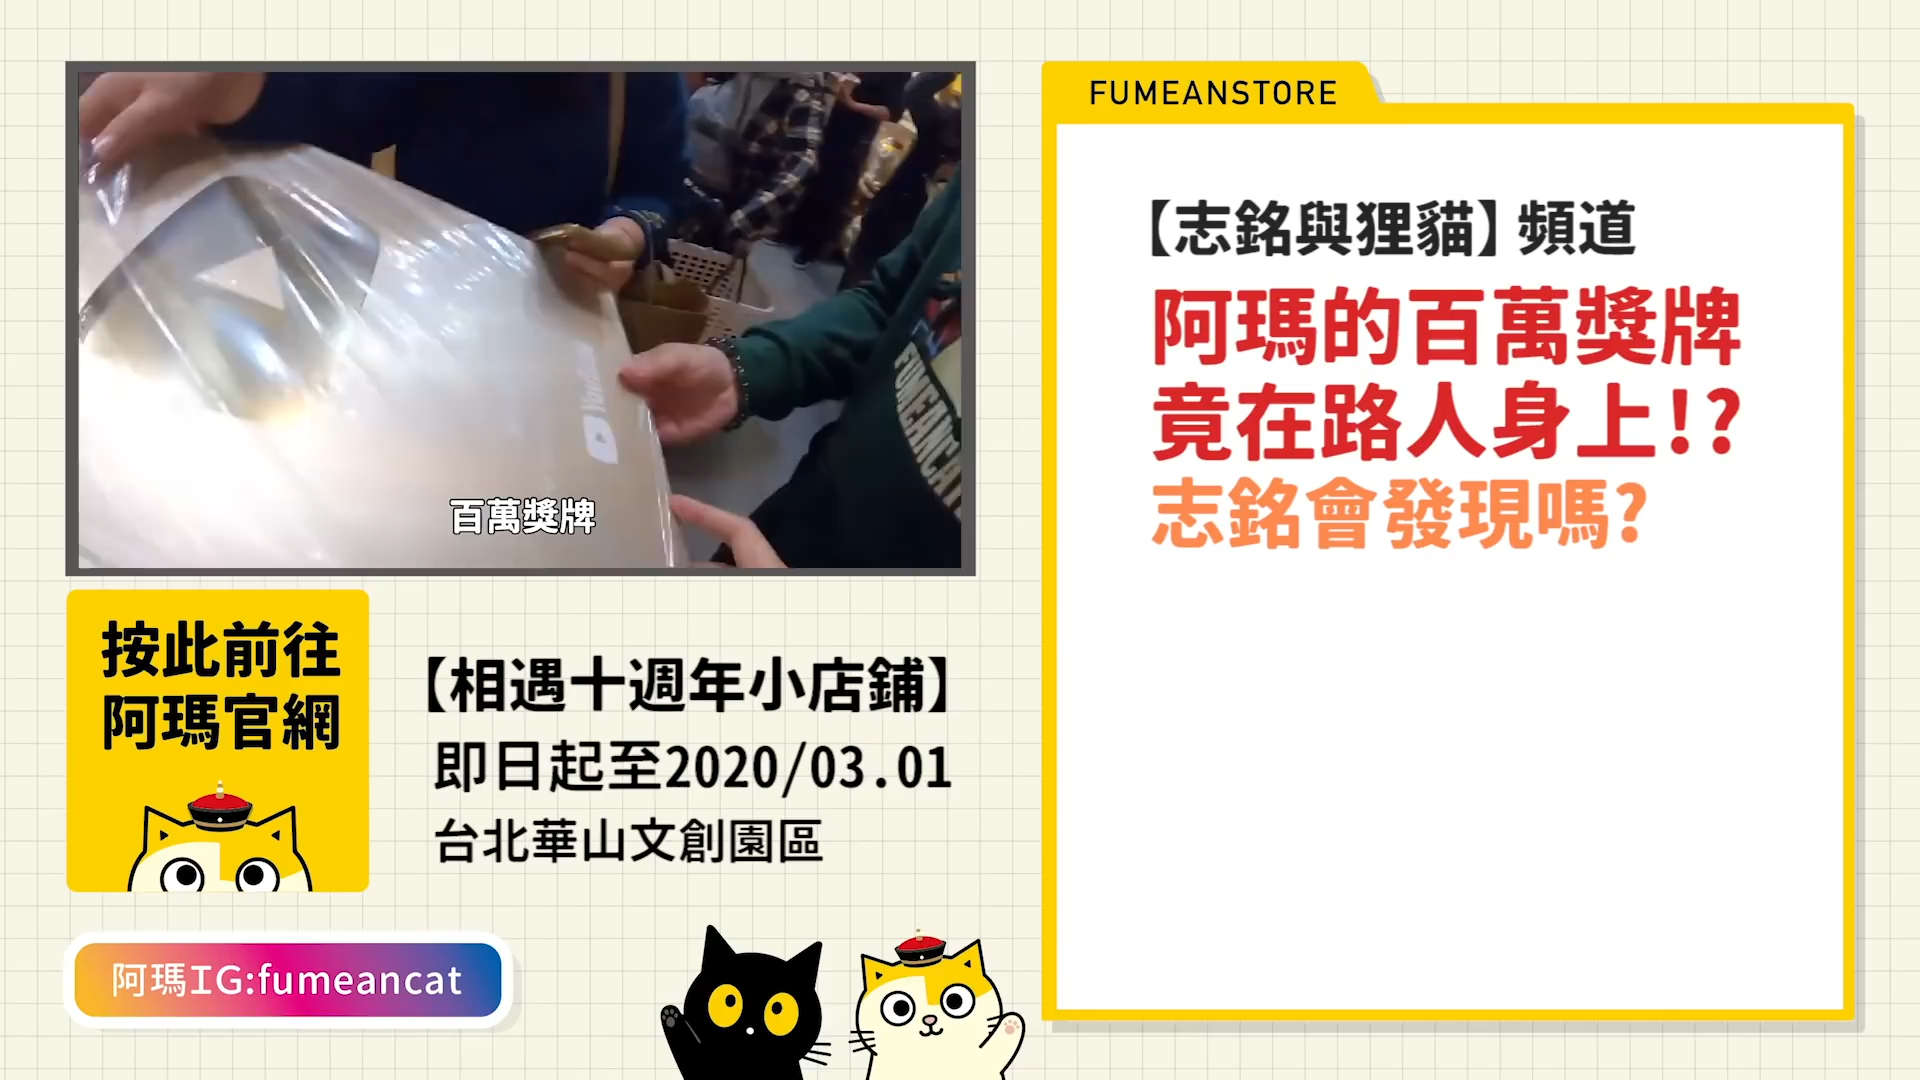 FUMEANSTORE
【志銘與狸貓】頻道
阿瑪的百萬獎牌
竟在路人身上!?
志銘會發現嗎?
YouTube
FUMEANCAT
百萬獎牌
按此前往
阿瑪官網
【相遇十週年小店鋪】
即日起至2020/03.01
台北華山文創園區
阿瑪IG:fumeancat